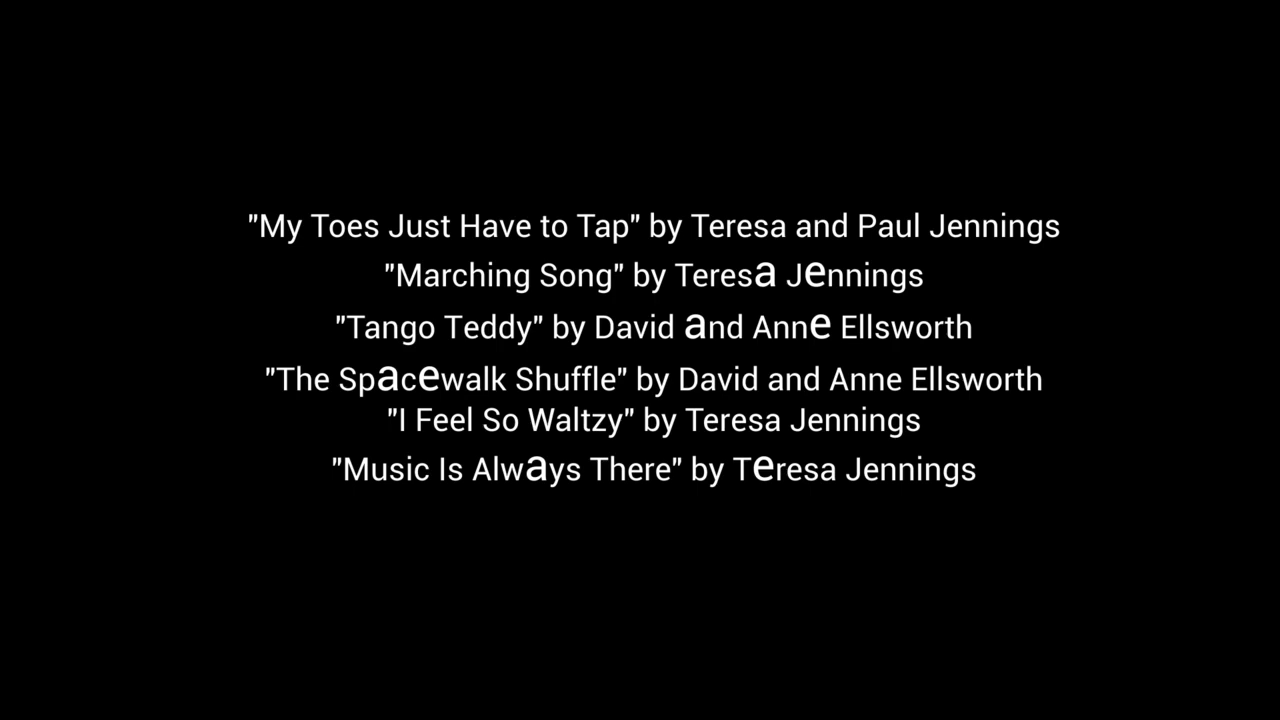 "My Toes Just Have to Tap" by Teresa and Paul Jennings
"Marching Song" by Teresa Jennings
"Tango Teddy" by David and Anne Ellsworth
"The Spacewalk Shuffle" by David and Anne Ellsworth
"I Feel So Waltzy" by Teresa Jennings
"Music Is Always There" by Teresa Jennings